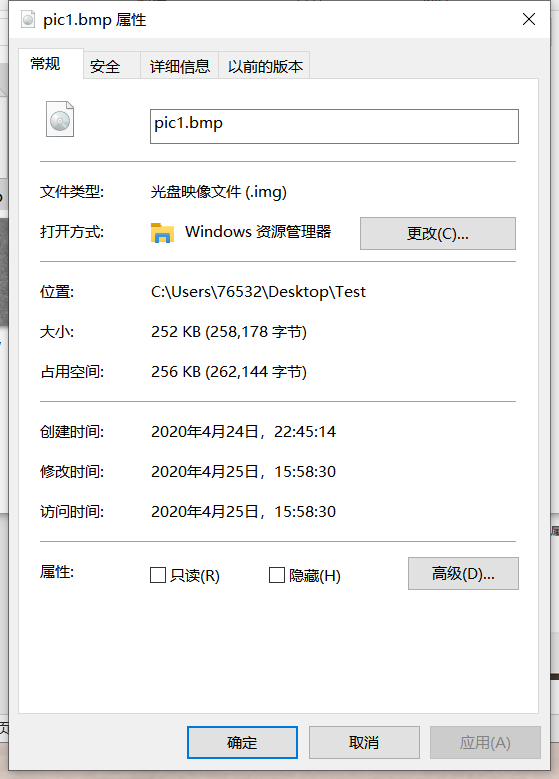 pic1.bmp 属性
常规 安全 详细信息 以前的版本
pic1.bmp
文件类型: 光盘映像文件 (.img)
打开方式: Windows 资源管理器 更改(C)...
位置: C:\Users\76532\Desktop\Test
大小: 252 KB (258,178 字节)
占用空间: 256 KB (262,144 字节)
创建时间: 2020年4月24日，22:45:14
修改时间: 2020年4月25日，15:58:30
访问时间: 2020年4月25日，15:58:30
属性: 只读(R) 隐藏(H) 高级(D)...
页
确定 取消 应用(A)